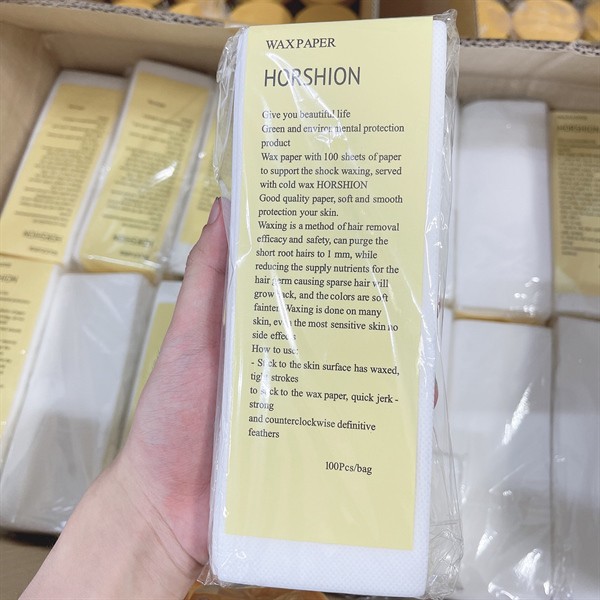 WAX PAPER
HORSHION
Give you beautiful life
Green and environmental protection
product
Wax paper with 100 sheets of paper
to support the shock waxing, served
with cold wax HORSHION
Good quality paper, soft and smooth
protection your skin.
Waxing is a method of hair removal
efficacy and safety, can purge the
short root hairs to 1 mm, while
reducing the supply nutrients for the
hair germ causing sparse hair will
grow back, and the colors are soft
fainter. Waxing is done on many
skin, even the most sensitive skin no
side effects
How to use:
- Stick to the skin surface has waxed,
tight strokes
to stick to the wax paper, quick jerk -
strong
and counterclockwise definitive
feathers
100Pcs/bag
HORSHION
HORSHION
HORSHION
HORSHION